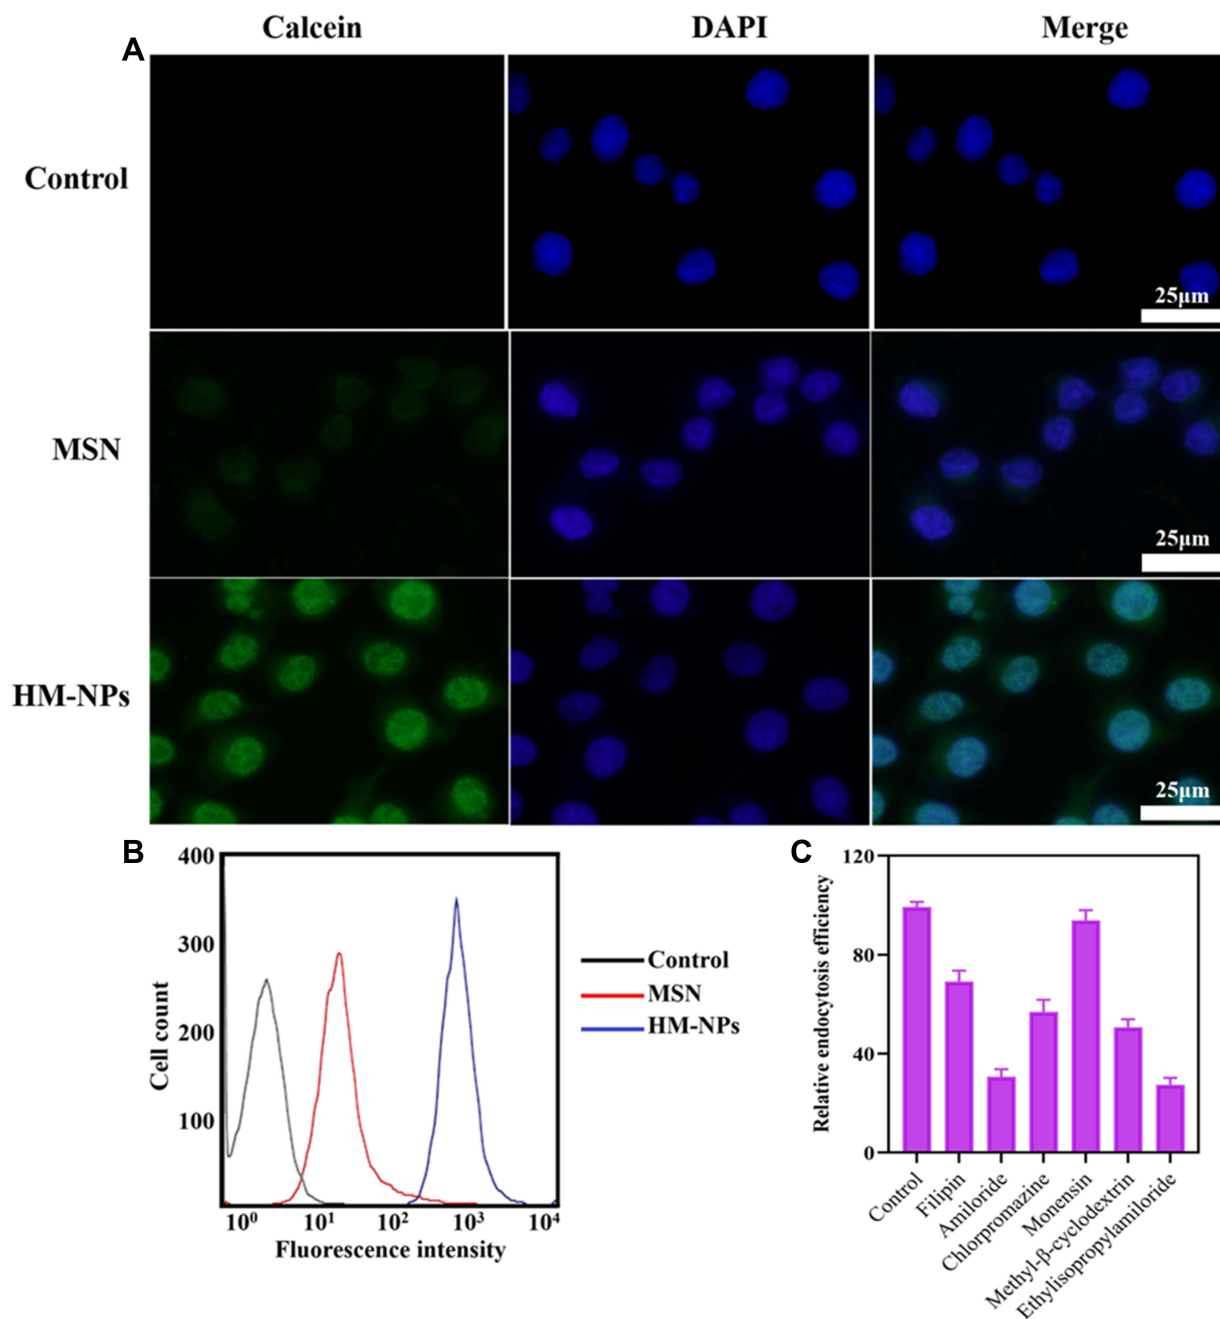 Calcein DAPI Merge
A
Control
25μm
MSN
25μm
HM-NPs
25μm
B
400
300
200
100
Cell count
10⁰ 10¹ 10² 10³ 10⁴
Fluorescence intensity
Control
MSN
HM-NPs
C
120
80
40
0
Relative endocytosis efficiency
Control
Filipin
Amiloride
Chlorpromazine
Monensin
Methyl-β-cyclodextrin
Ethylisopropylamiloride